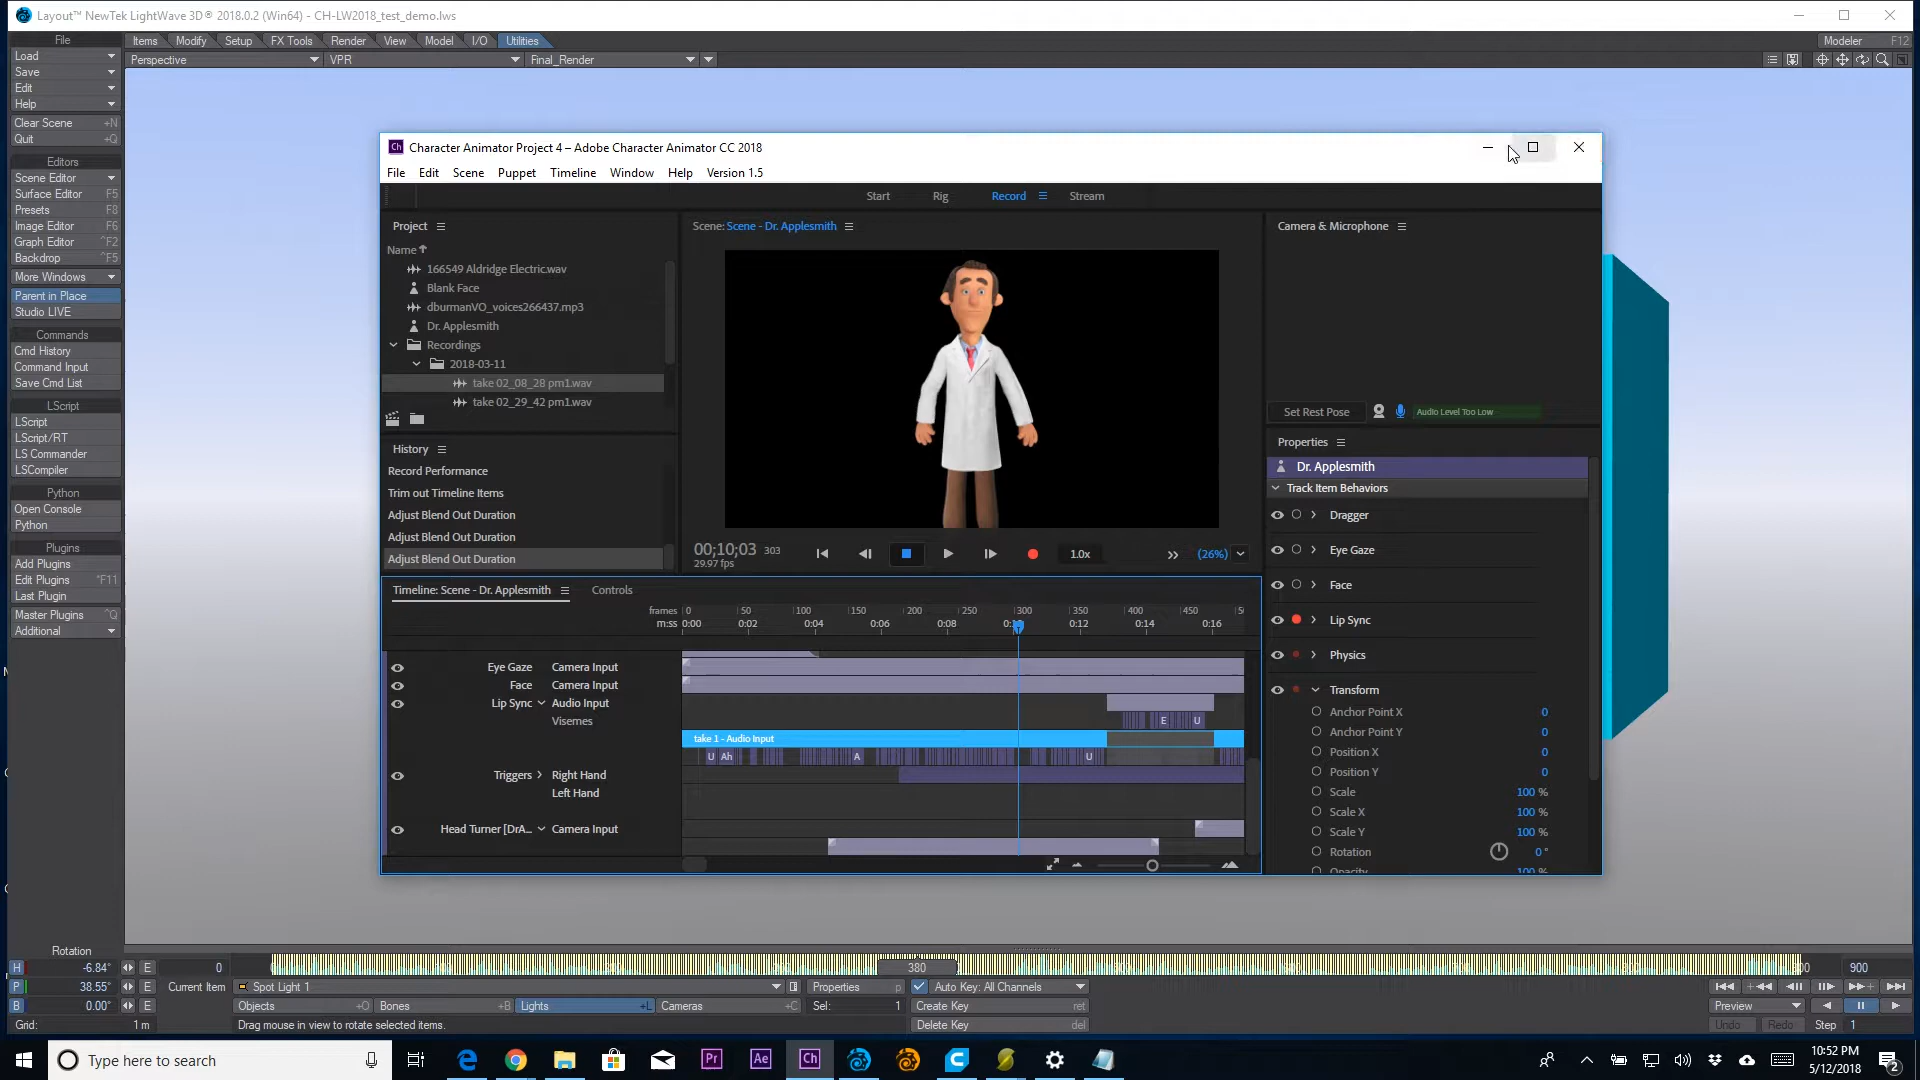 Layout™ NewTek LightWave 3D® 2018.0.2 (Win64) - CH-LW2018_test_demo.lws
File
Items
Modify
Setup
FX Tools
Render
View
Model
I/O
Utilities
Modeler F12
Load
Perspective
VPR
Final_Render
Save
Edit
Help
Clear Scene +N
Quit +Q
Editors
Scene Editor
Surface Editor F5
Presets F8
Image Editor F6
Graph Editor ^F2
Backdrop ^F5
More Windows
Parent in Place
Studio LIVE
Commands
Cmd History
Command Input
Save Cmd List
LScript
LScript
LScript/RT
LS Commander
LSCompiler
Python
Open Console
Python
Plugins
Add Plugins
Edit Plugins ^F11
Last Plugin
Master Plugins ^Q
Additional
Ch Character Animator Project 4 – Adobe Character Animator CC 2018
File Edit Scene Puppet Timeline Window Help Version 1.5
Start Rig Record Stream
Project
Name
166549 Aldridge Electric.wav
Blank Face
dburmanVO_voices266437.mp3
Dr. Applesmith
Recordings
2018-03-11
take 02_08_28 pm1.wav
take 02_29_42 pm1.wav
History
Record Performance
Trim out Timeline Items
Adjust Blend Out Duration
Adjust Blend Out Duration
Adjust Blend Out Duration
Scene: Scene - Dr. Applesmith
00;10;03 303
29.97 fps
1.0x
(26%)
Camera & Microphone
Set Rest Pose
Audio Level Too Low
Properties
Dr. Applesmith
Track Item Behaviors
Dragger
Eye Gaze
Face
Lip Sync
Physics
Transform
Anchor Point X 0
Anchor Point Y 0
Position X 0
Position Y 0
Scale 100 %
Scale X 100 %
Scale Y 100 %
Rotation 0 °
Opacity 100 %
Timeline: Scene - Dr. Applesmith
Controls
frames 0 50 100 150 200 250 300 350 400 450
m:ss 0:00 0:02 0:04 0:06 0:08 0:12 0:14 0:16
Eye Gaze Camera Input
Face Camera Input
Lip Sync Audio Input
Visemes E U
take 1 - Audio Input
U Ah A U
Triggers Right Hand
Left Hand
Head Turner [DrA... Camera Input
Rotation
H -6.84° E 0
380
900
P 38.55° E Current Item Spot Light 1 Properties p Auto Key: All Channels
B 0.00° E Objects +O Bones +B Lights +L Cameras +C Sel: 1 Create Key ret
Preview
Grid: 1 m Drag mouse in view to rotate selected items. Delete Key del
Undo Redo Step 1
Type here to search
Pr
Ae
Ch
10:52 PM
5/12/2018
2